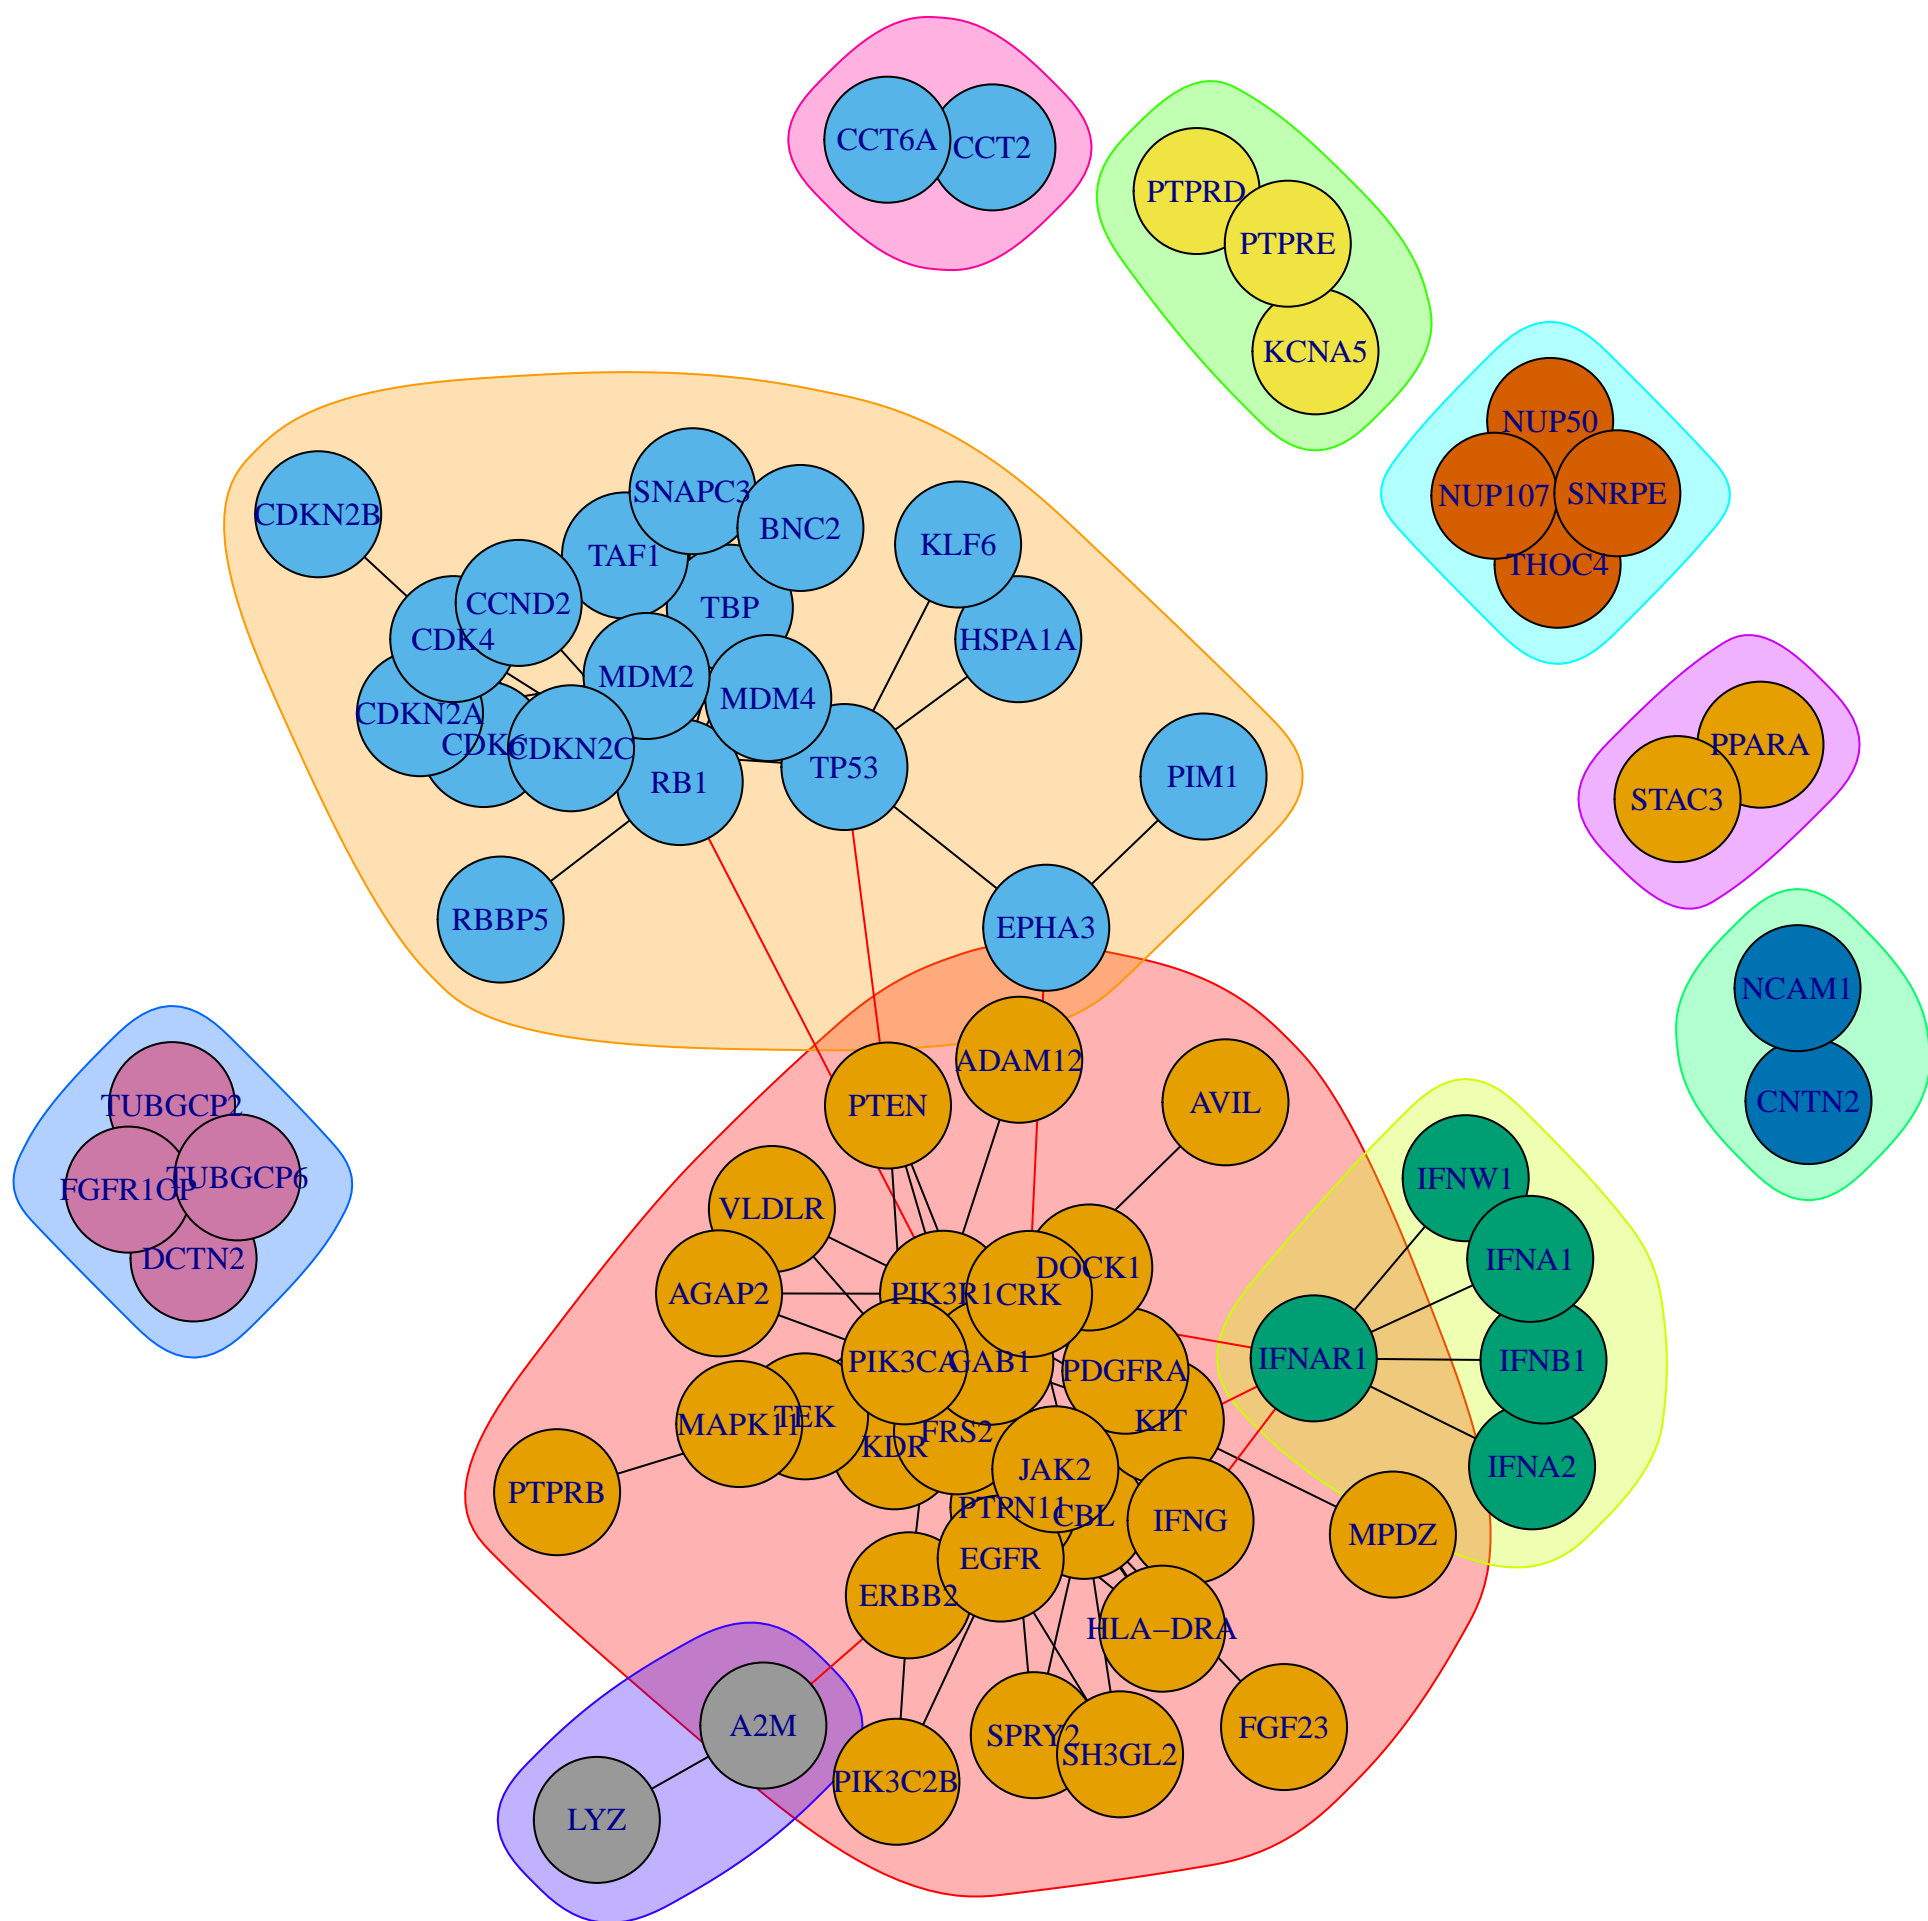 CCT6A
CCT2
PTPRD
PTPRE
KCNA5
NUP50
NUP107
SNRPE
THOC4
CDKN2B
SNAPC3
BNC2
TAF1
KLF6
CCND2
TBP
CDK4
HSPA1A
MDM2
MDM4
CDKN2A
CDK6
CDKN2C
RB1
TP53
PIM1
PPARA
STAC3
RBBP5
EPHA3
NCAM1
CNTN2
ADAM12
PTEN
AVIL
TUBGCP2
FGFR1OP
TUBGCP6
DCTN2
IFNW1
VLDLR
IFNA1
DOCK1
AGAP2
PIK3R1
CRK
PIK3CA
GAB1
PDGFRA
IFNAR1
IFNB1
MAPK11
TEK
KDR
FRS2
KIT
JAK2
IFNA2
PTPRB
PTPN11
CBL
IFNG
MPDZ
EGFR
ERBB2
HLA−DRA
A2M
SPRY2
FGF23
SH3GL2
PIK3C2B
LYZ